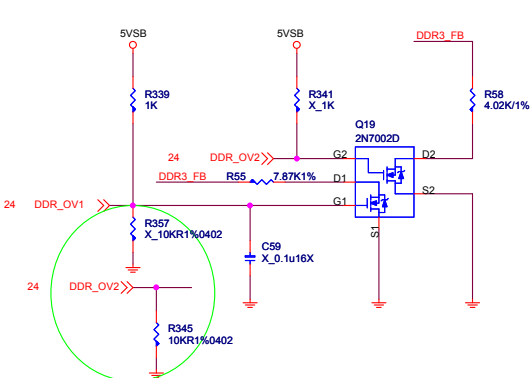 5VSB
5VSB
DDR3_FB
R339
1K
R341
X_1K
R58
4.02K/1%
Q19
2N7002D
24
DDR_OV2
G2
D2
DDR3_FB
R55
7.87K1%
D1
S2
24
DDR_OV1
G1
R357
X_10KR1%0402
S1
C59
X_0.1u16X
24
DDR_OV2
R345
10KR1%0402